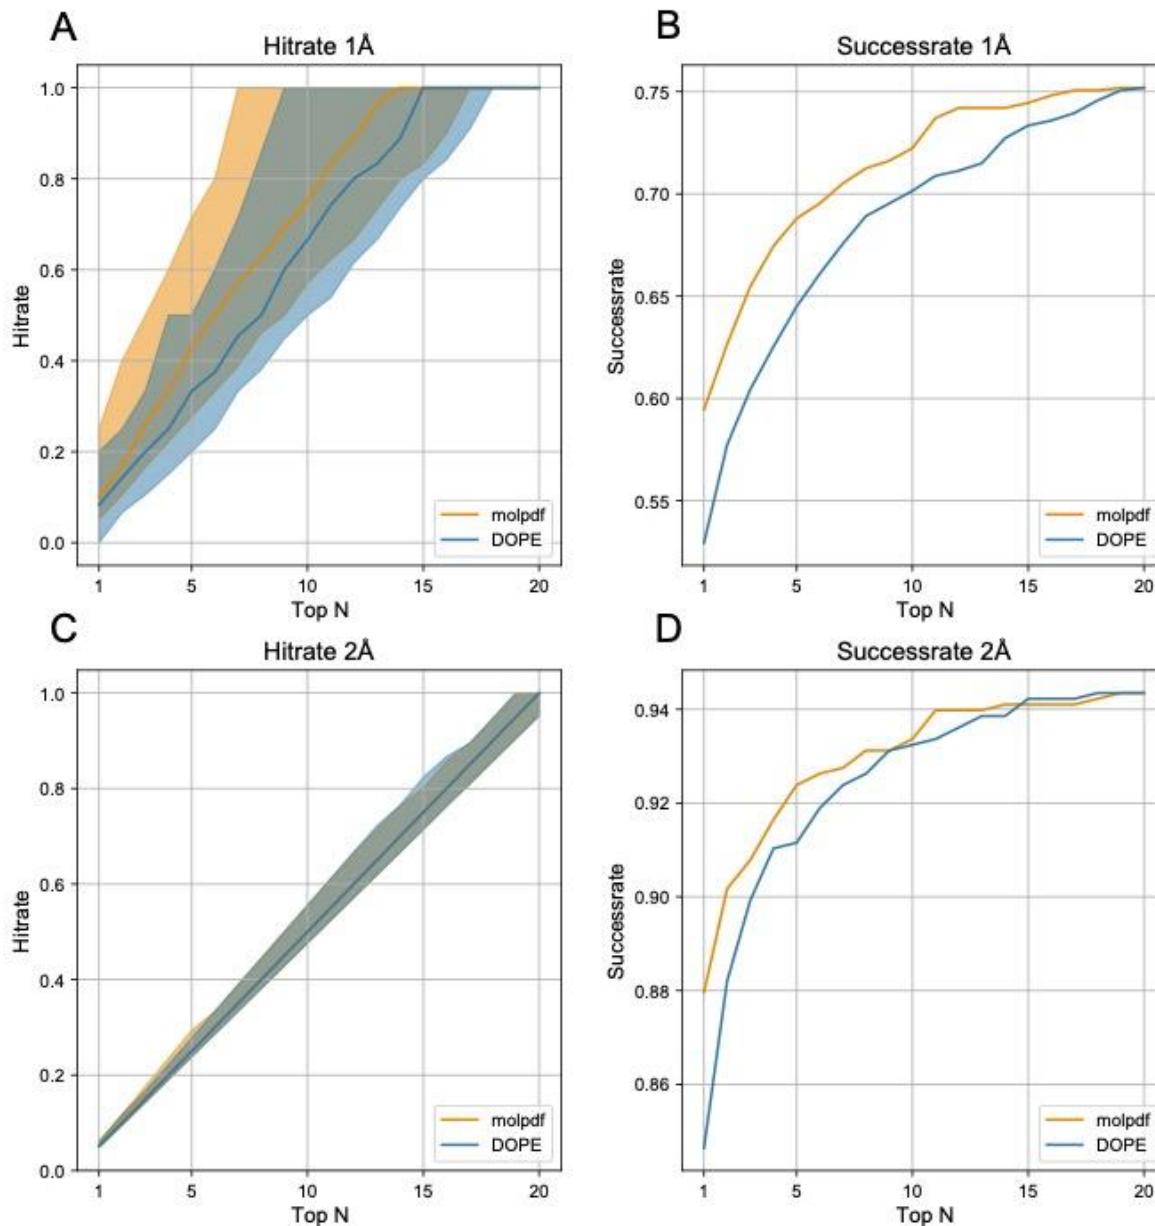 A
Hitrate 1Å
Hitrate
1.0
0.8
0.6
0.4
0.2
0.0
molpdf
DOPE
1 5 10 15 20
Top N
B
Successrate 1Å
Successrate
0.75
0.70
0.65
0.60
0.55
molpdf
DOPE
1 5 10 15 20
Top N
C
Hitrate 2Å
Hitrate
1.0
0.8
0.6
0.4
0.2
0.0
molpdf
DOPE
1 5 10 15 20
Top N
D
Successrate 2Å
Successrate
0.94
0.92
0.90
0.88
0.86
molpdf
DOPE
1 5 10 15 20
Top N